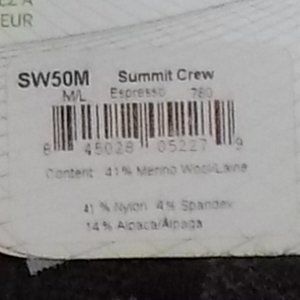 EUR
SW50M Summit Crew
M/L Espresso 780
8 45028 05227 9
Content: 41% Merino Wool/Laine
41% Nylon 4% Spandex
14% Alpaca/Alpaga